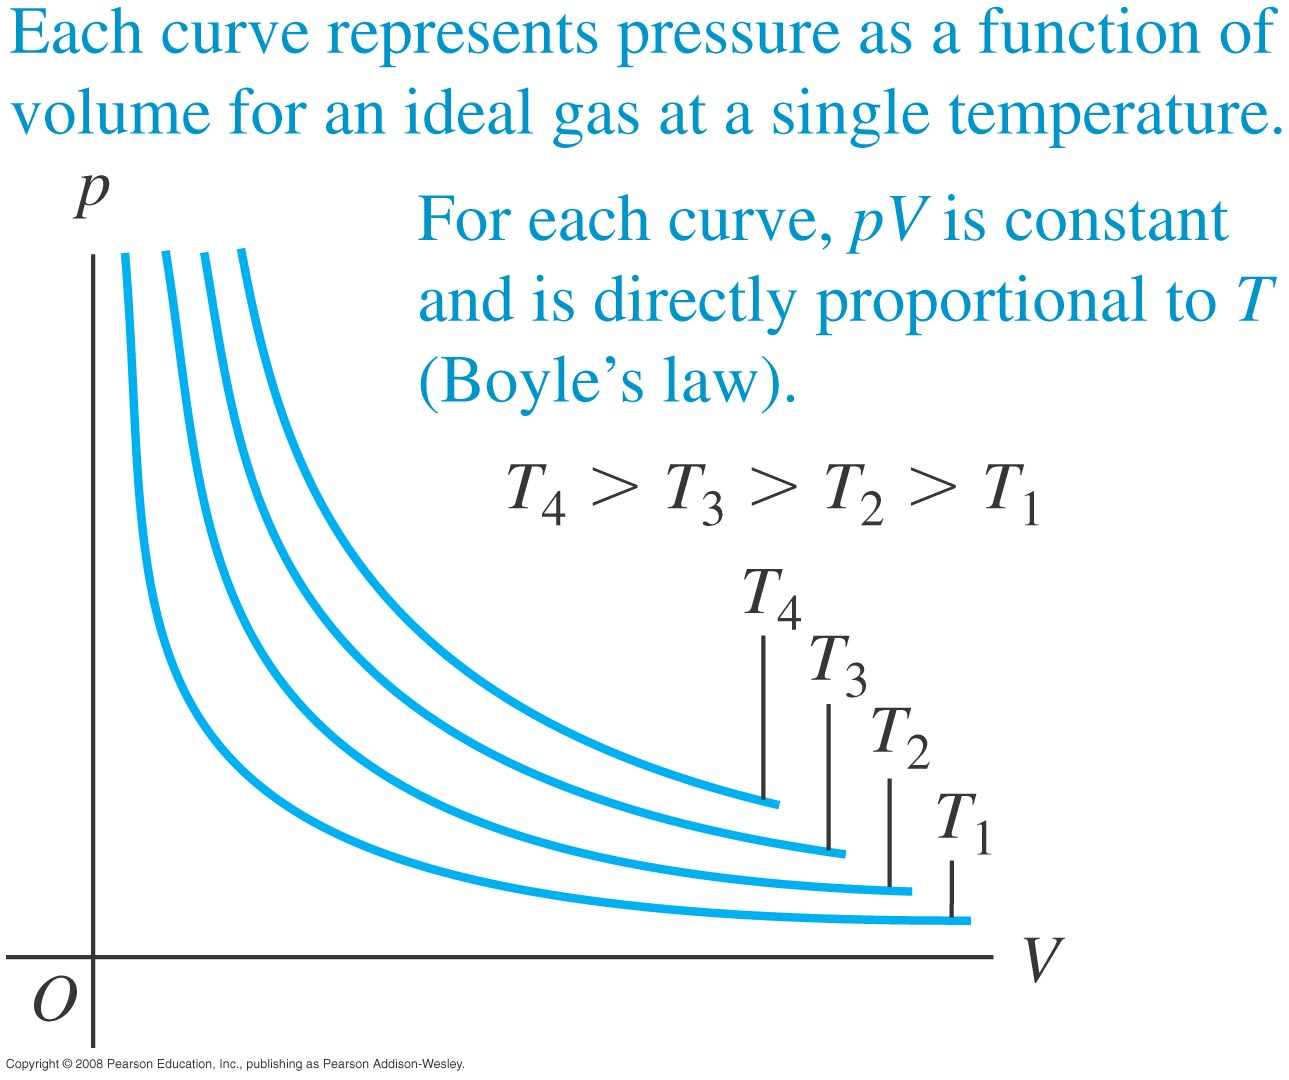 Each curve represents pressure as a function of
volume for an ideal gas at a single temperature.
p
For each curve, pV is constant
and is directly proportional to T
(Boyle’s law).
T₄ > T₃ > T₂ > T₁
T₄
T₃
T₂
T₁
V
O
Copyright © 2008 Pearson Education, Inc., publishing as Pearson Addison-Wesley.